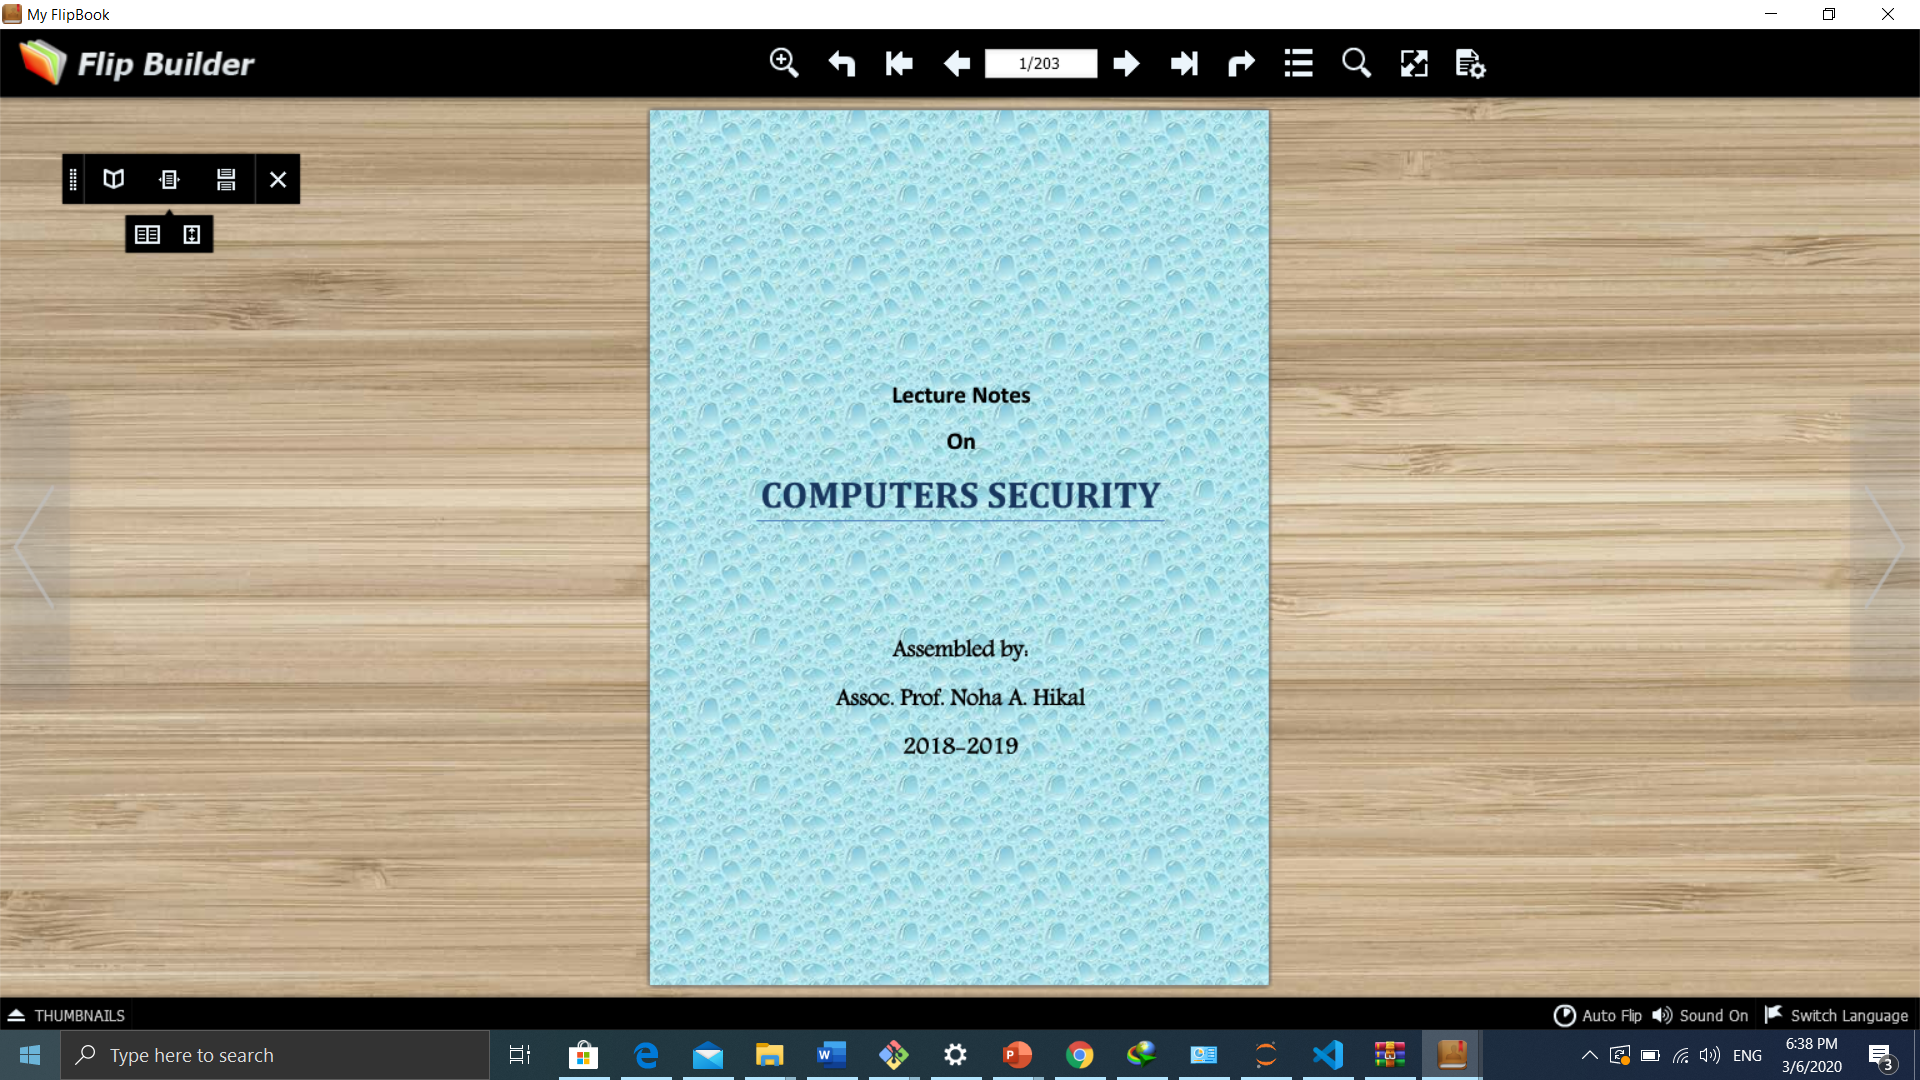 My FlipBook
Flip Builder
1/203
Lecture Notes
On
COMPUTERS SECURITY
Assembled by:
Assoc. Prof. Noha A. Hikal
2018-2019
THUMBNAILS
Auto Flip
Sound On
Switch Language
Type here to search
ENG
6:38 PM
3/6/2020
3